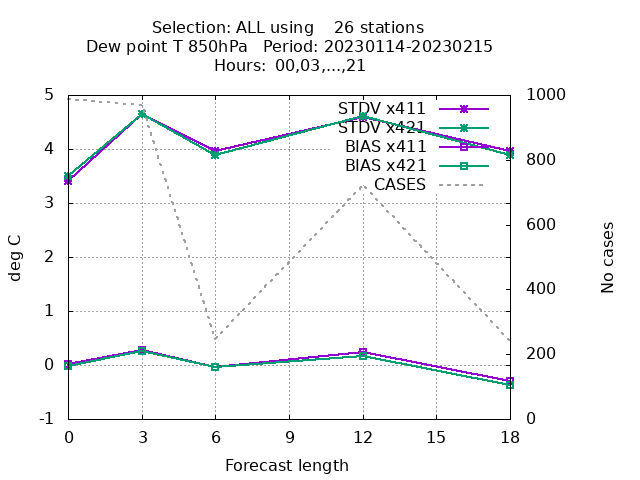 Selection: ALL using    26 stations
Dew point T 850hPa   Period: 20230114-20230215
Hours: 00,03,...,21
STDV x411
STDV x421
BIAS x411
BIAS x421
CASES
deg C
5
4
3
2
1
0
-1
1000
800
600
400
200
0
No cases
0 3 6 9 12 15 18
Forecast length